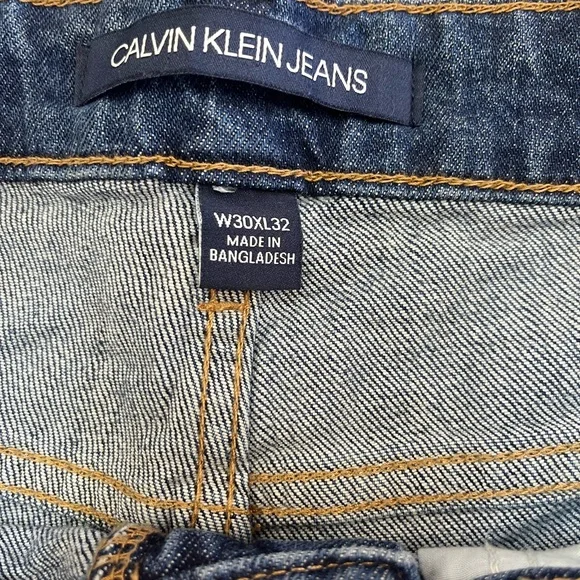 CALVIN KLEIN JEANS
W30XL32
MADE IN
BANGLADESH